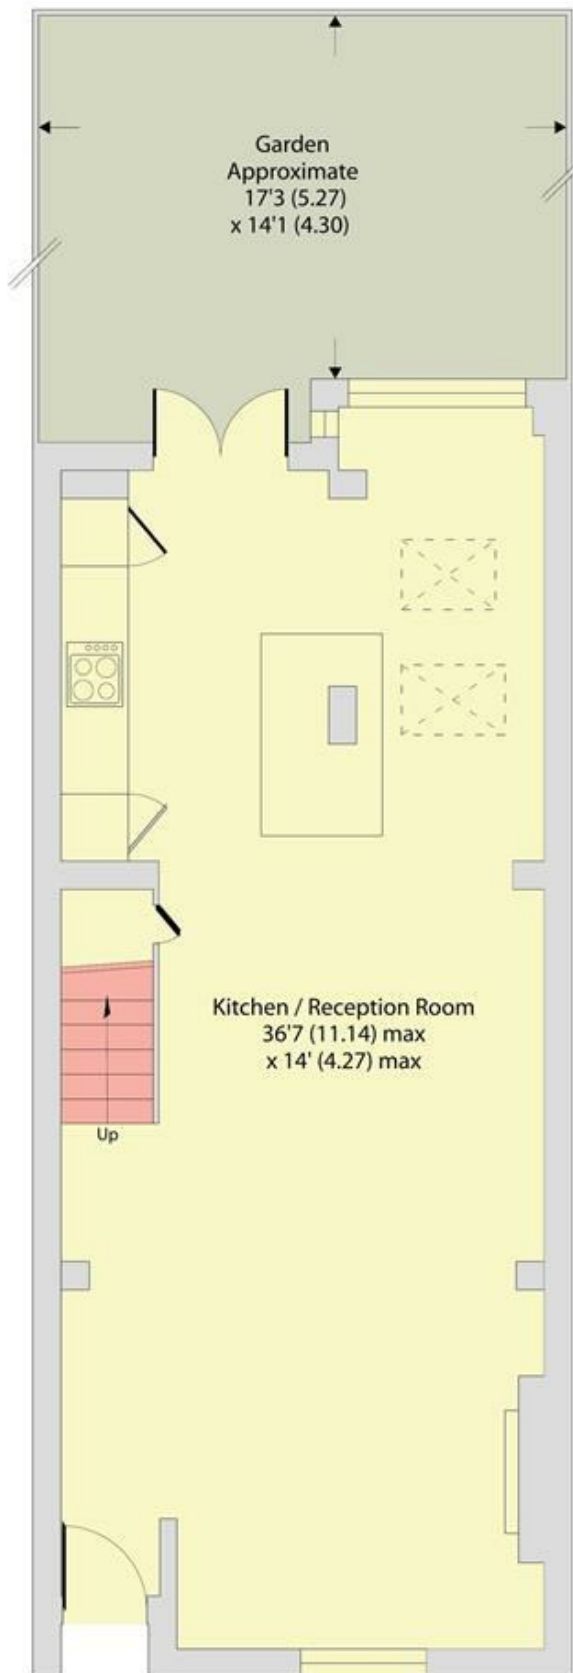 Garden
Approximate
17'3 (5.27)
x 14'1 (4.30)
Kitchen / Reception Room
36'7 (11.14) max
x 14' (4.27) max
Up